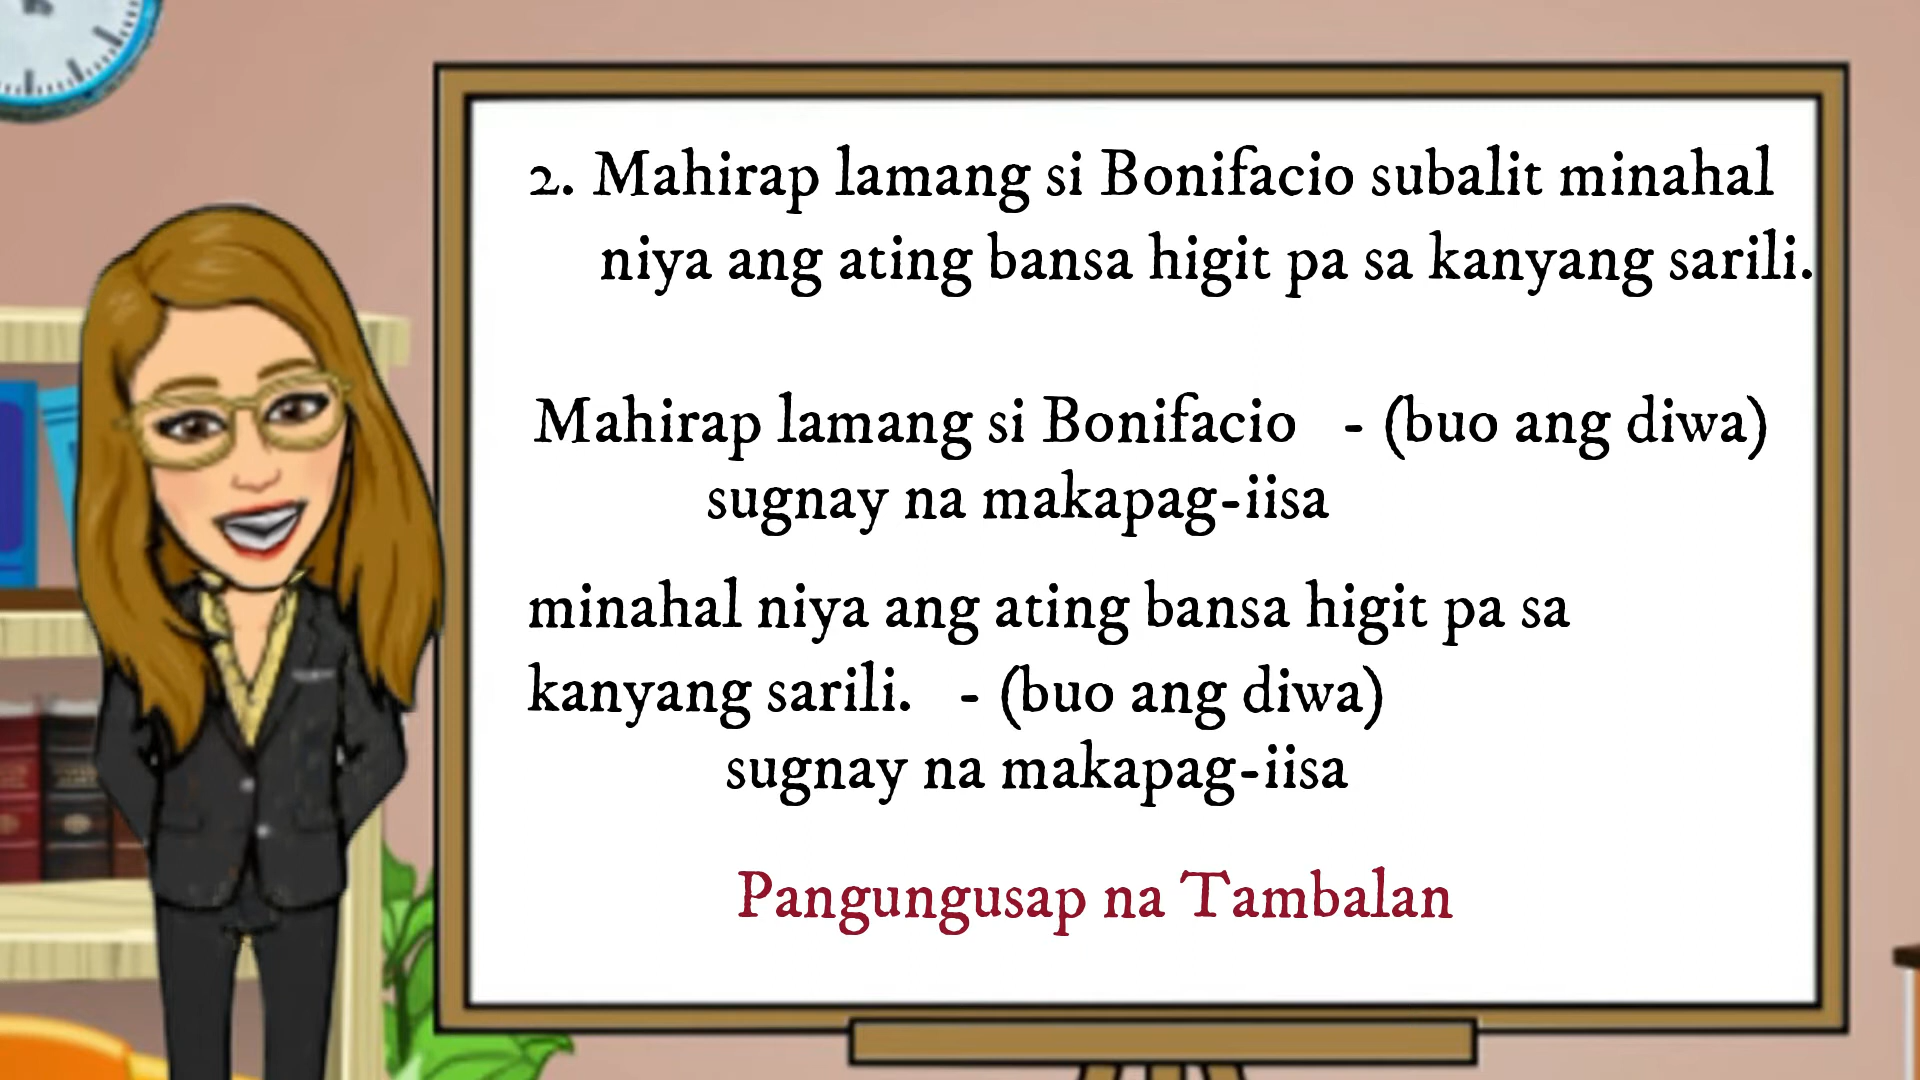 2. Mahirap lamang si Bonifacio subalit minahal
niya ang ating bansa higit pa sa kanyang sarili.
Mahirap lamang si Bonifacio - (buo ang diwa)
sugnay na makapag-iisa
minahal niya ang ating bansa higit pa sa
kanyang sarili. - (buo ang diwa)
sugnay na makapag-iisa
Pangungusap na Tambalan